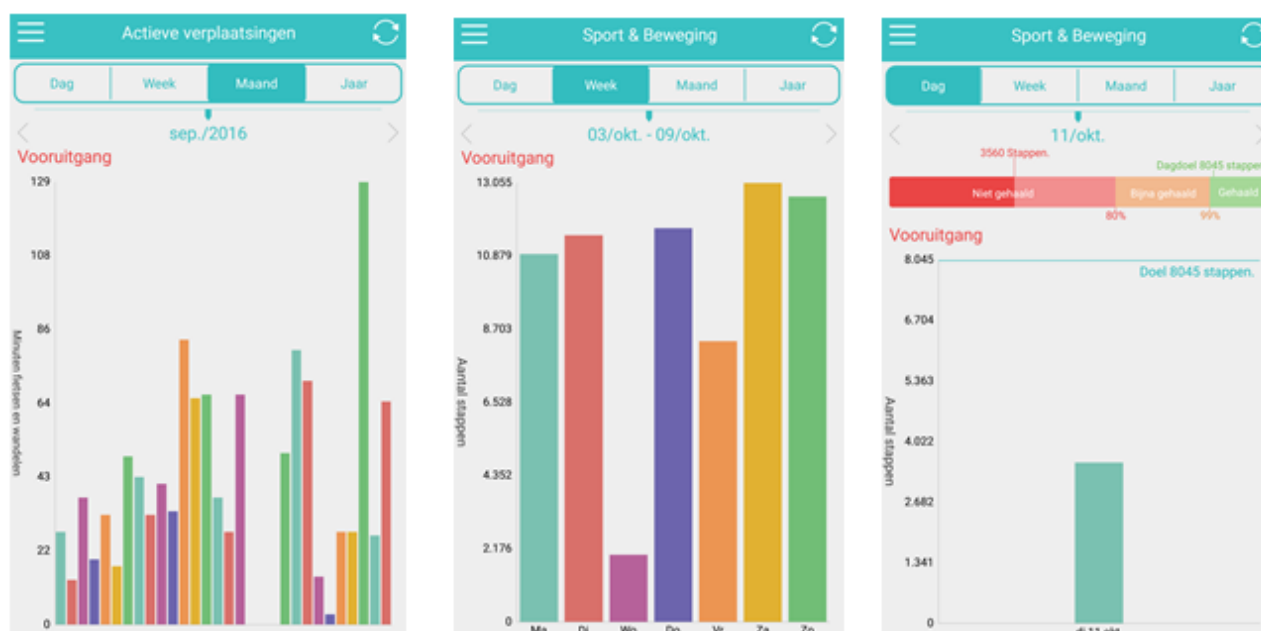 Actieve verplaatsingen
Dag Week Maand Jaar
sep./2016
Vooruitgang
129
108
86
64
43
22
0
Minuten fietsen en wandelen
Sport & Beweging
Dag Week Maand Jaar
03/okt. - 09/okt.
Vooruitgang
13.055
10.879
8.703
6.528
4.352
2.176
0
Aantal stappen
Ma Di Wo Do Vr Za Zo
Sport & Beweging
Dag Week Maand Jaar
11/okt.
3560 Stappen.
Dagdoel 8045 stappen
Niet gehaald Bijna gehaald Gehaald
80% 99%
Vooruitgang
8.045
Doel 8045 stappen.
6.704
5.363
4.022
2.682
1.341
0
Aantal stappen
di 11 okt.